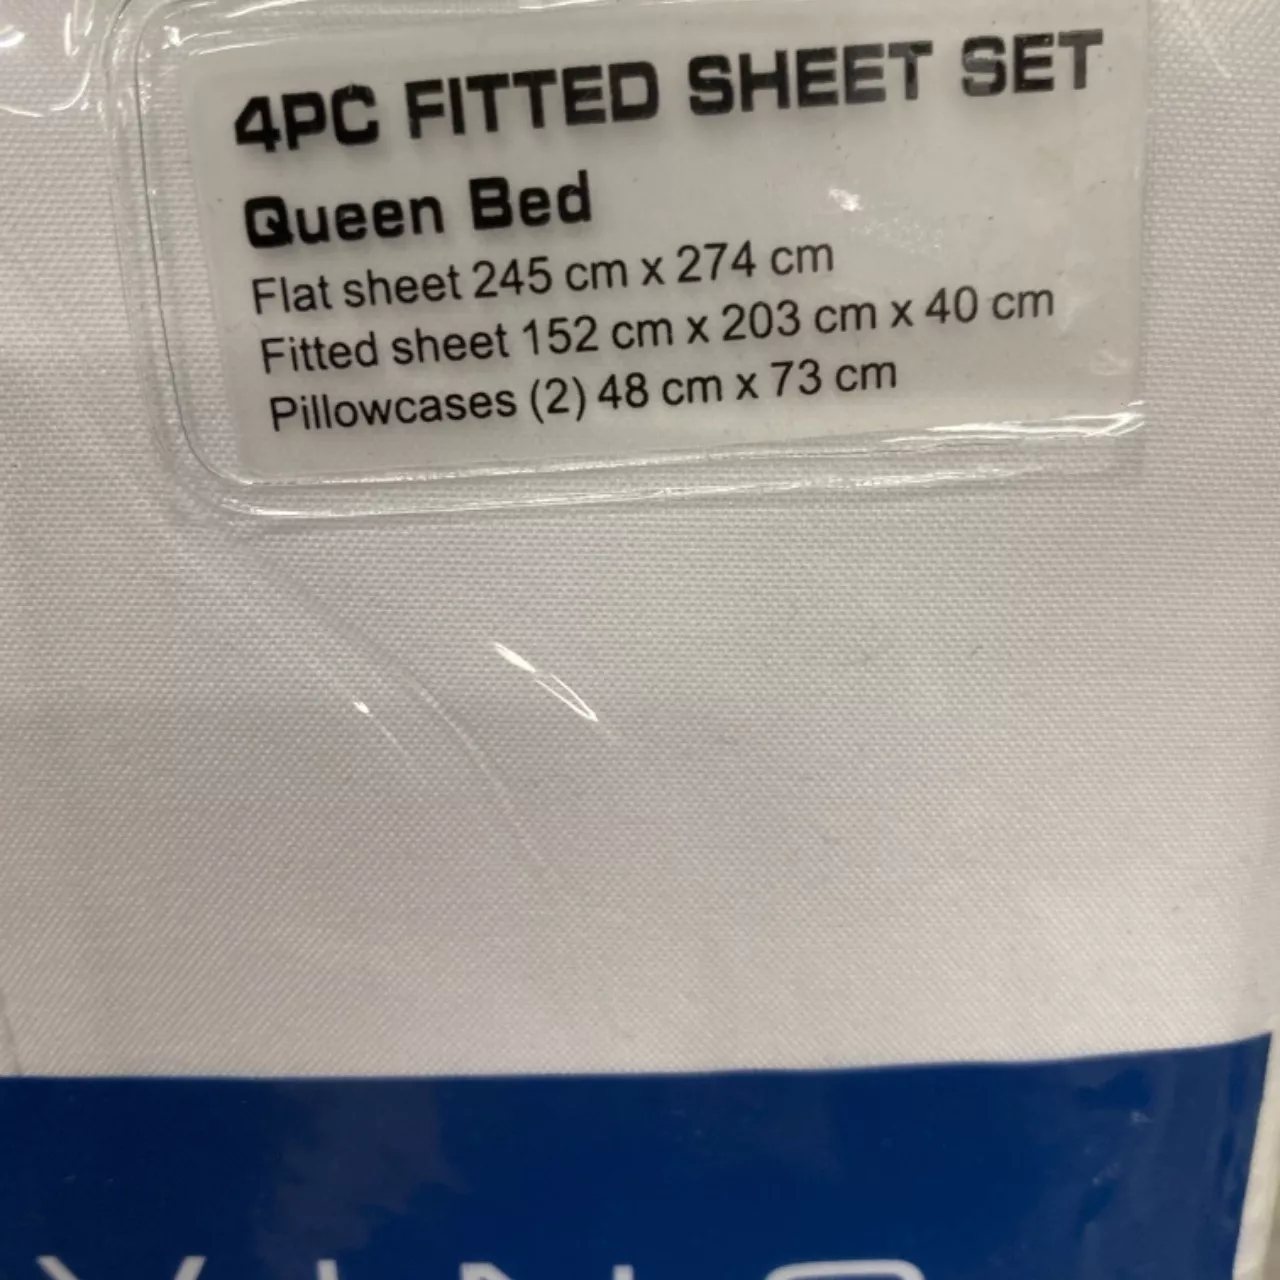 4PC FITTED SHEET SET
Queen Bed
Flat sheet 245 cm x 274 cm
Fitted sheet 152 cm x 203 cm x 40 cm
Pillowcases (2) 48 cm x 73 cm